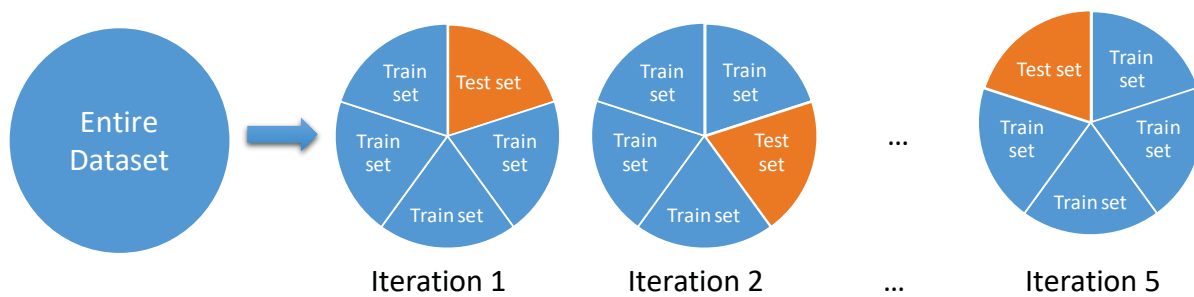 Entire
Dataset
Train
set
Test set
Train
set
Train
set
Train set
Train
set
Train
set
Train
set
Test
set
Train set
...
Test set
Train
set
Train
set
Train
set
Train set
Iteration 1
Iteration 2
...
Iteration 5